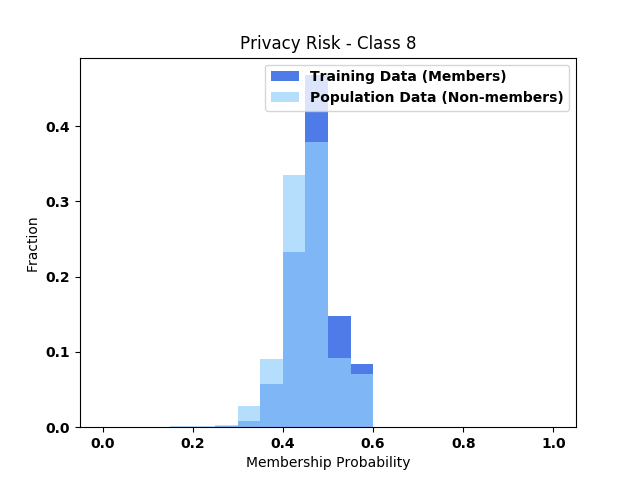 Privacy Risk - Class 8
Training Data (Members)
Population Data (Non-members)
Fraction
0.4
0.3
0.2
0.1
0.0
0.0 0.2 0.4 0.6 0.8 1.0
Membership Probability